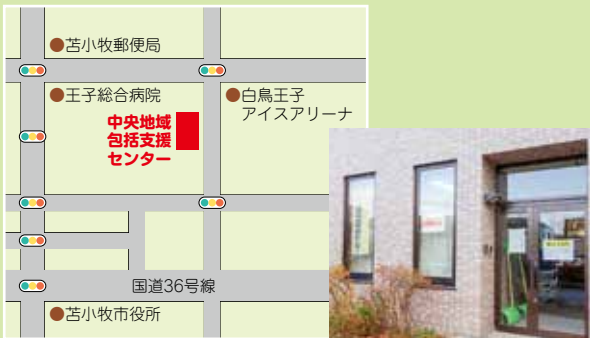 ●苫小牧郵便局
●王子総合病院
●白鳥王子
アイスアリーナ
中央地域
包括支援
センター
国道36号線
●苫小牧市役所